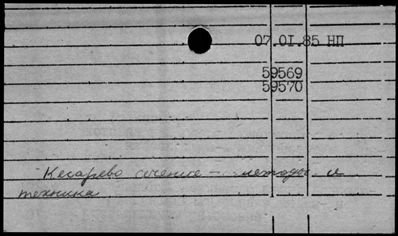 07.01.85 НП
59569
59570
Кесарево сечение - методы и
техника